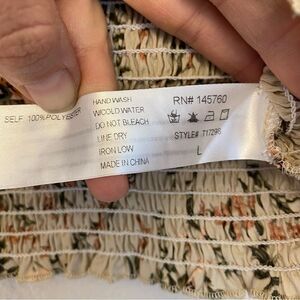 SELF 100%POLYESTER
HAND WASH
W/COLD WATER
DO NOT BLEACH
LINE DRY
IRON LOW
MADE IN CHINA
RN# 145760
STYLE# T17298
L